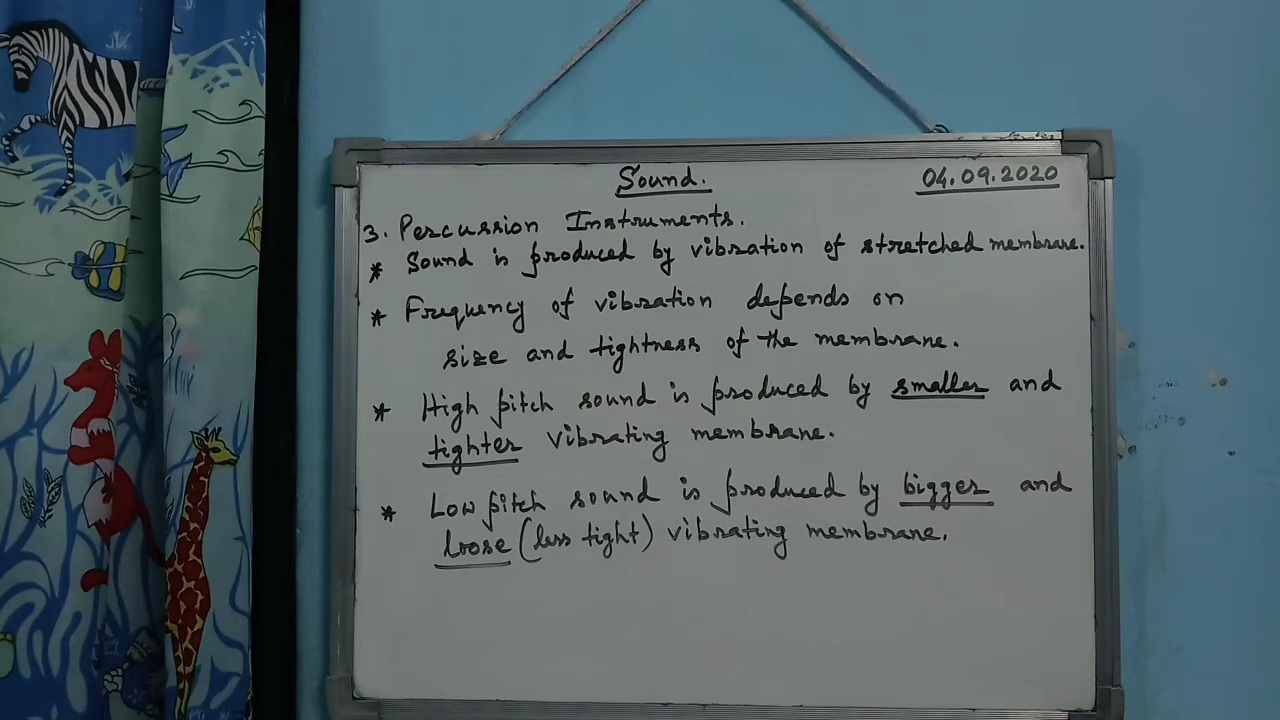 Sound.
04.09.2020
3. Percussion Instruments.
* Sound is produced by vibration of stretched membrane.
* Frequency of vibration depends on
size and tightness of the membrane.
* High pitch sound is produced by smaller and
tighter vibrating membrane.
* Low pitch sound is produced by bigger and
loose (less tight) vibrating membrane.